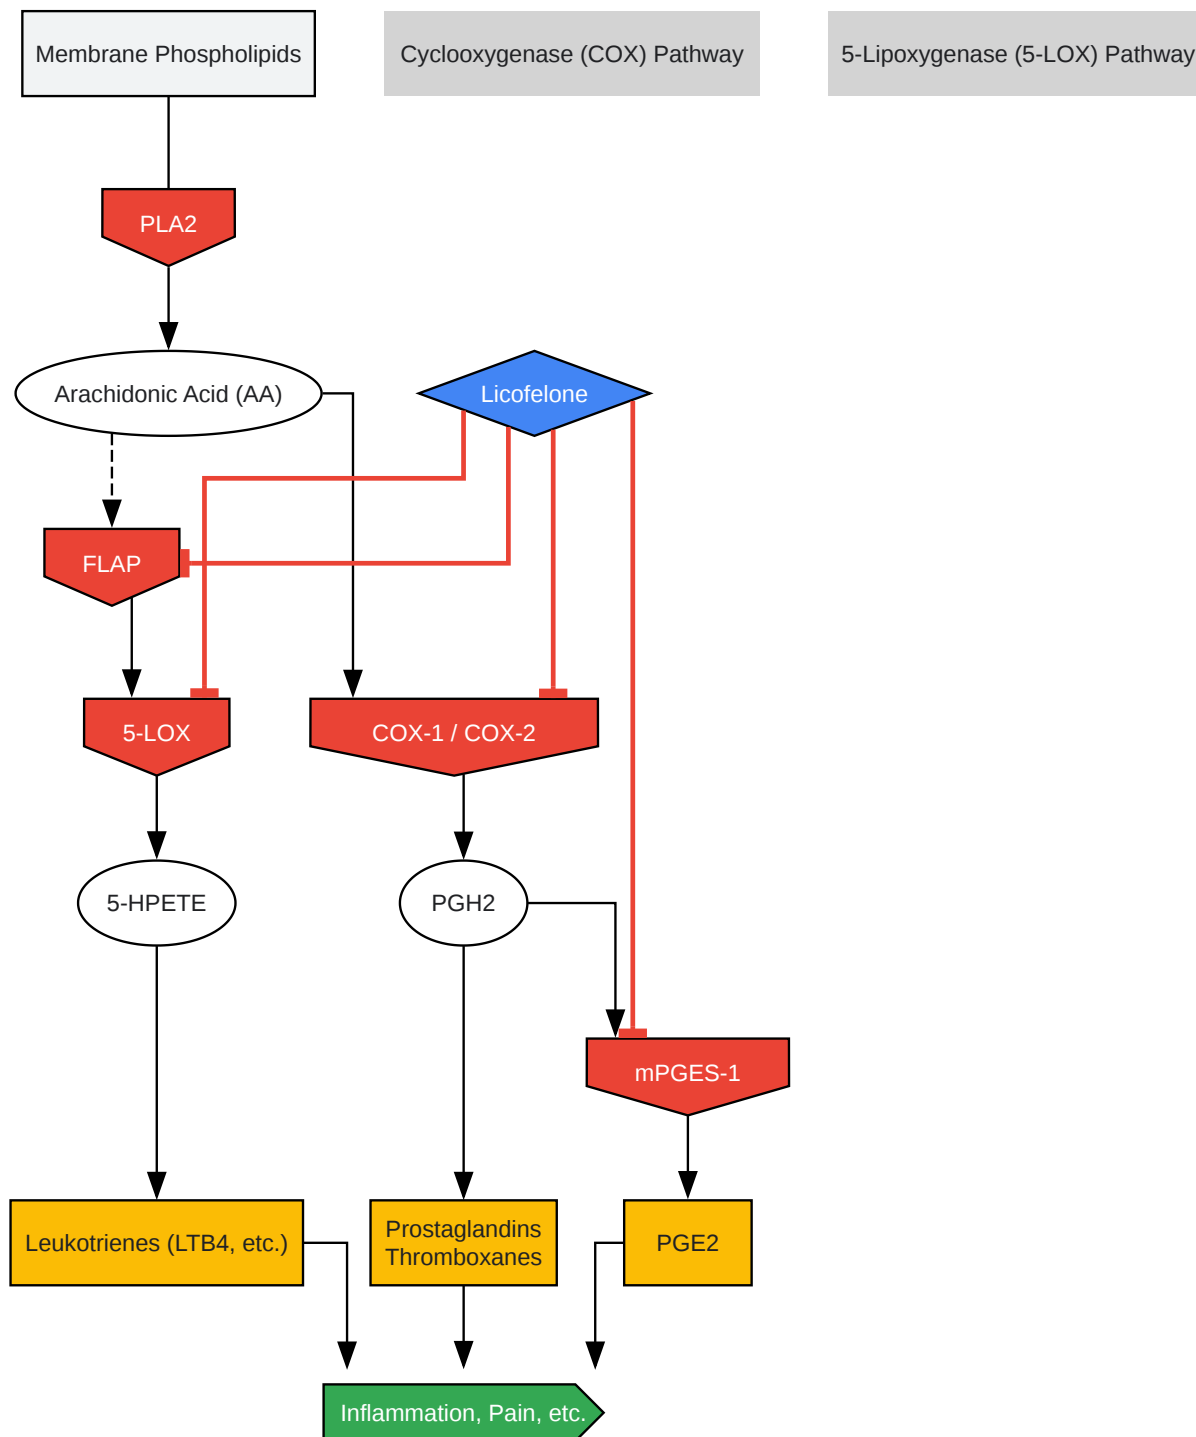 Membrane Phospholipids
Cyclooxygenase (COX) Pathway
5-Lipoxygenase (5-LOX) Pathway
PLA2
Arachidonic Acid (AA)
Licofelone
FLAP
5-LOX
COX-1 / COX-2
5-HPETE
PGH2
mPGES-1
Leukotrienes (LTB4, etc.)
Prostaglandins
Thromboxanes
PGE2
Inflammation, Pain, etc.